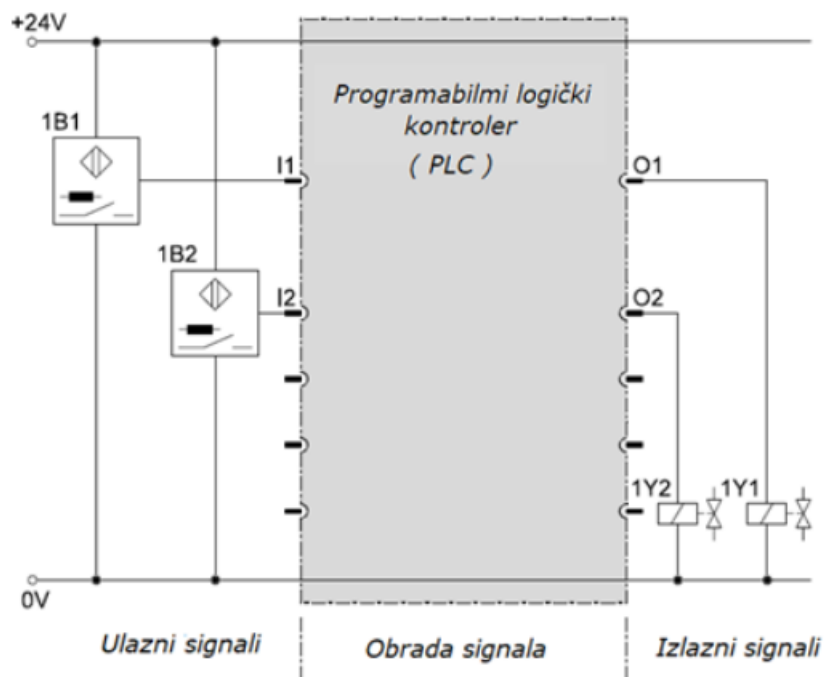 +24V
Programabilmi logički
kontroler
( PLC )
1B1
I1
O1
1B2
I2
O2
1Y2
1Y1
0V
Ulazni signali
Obrada signala
Izlazni signali